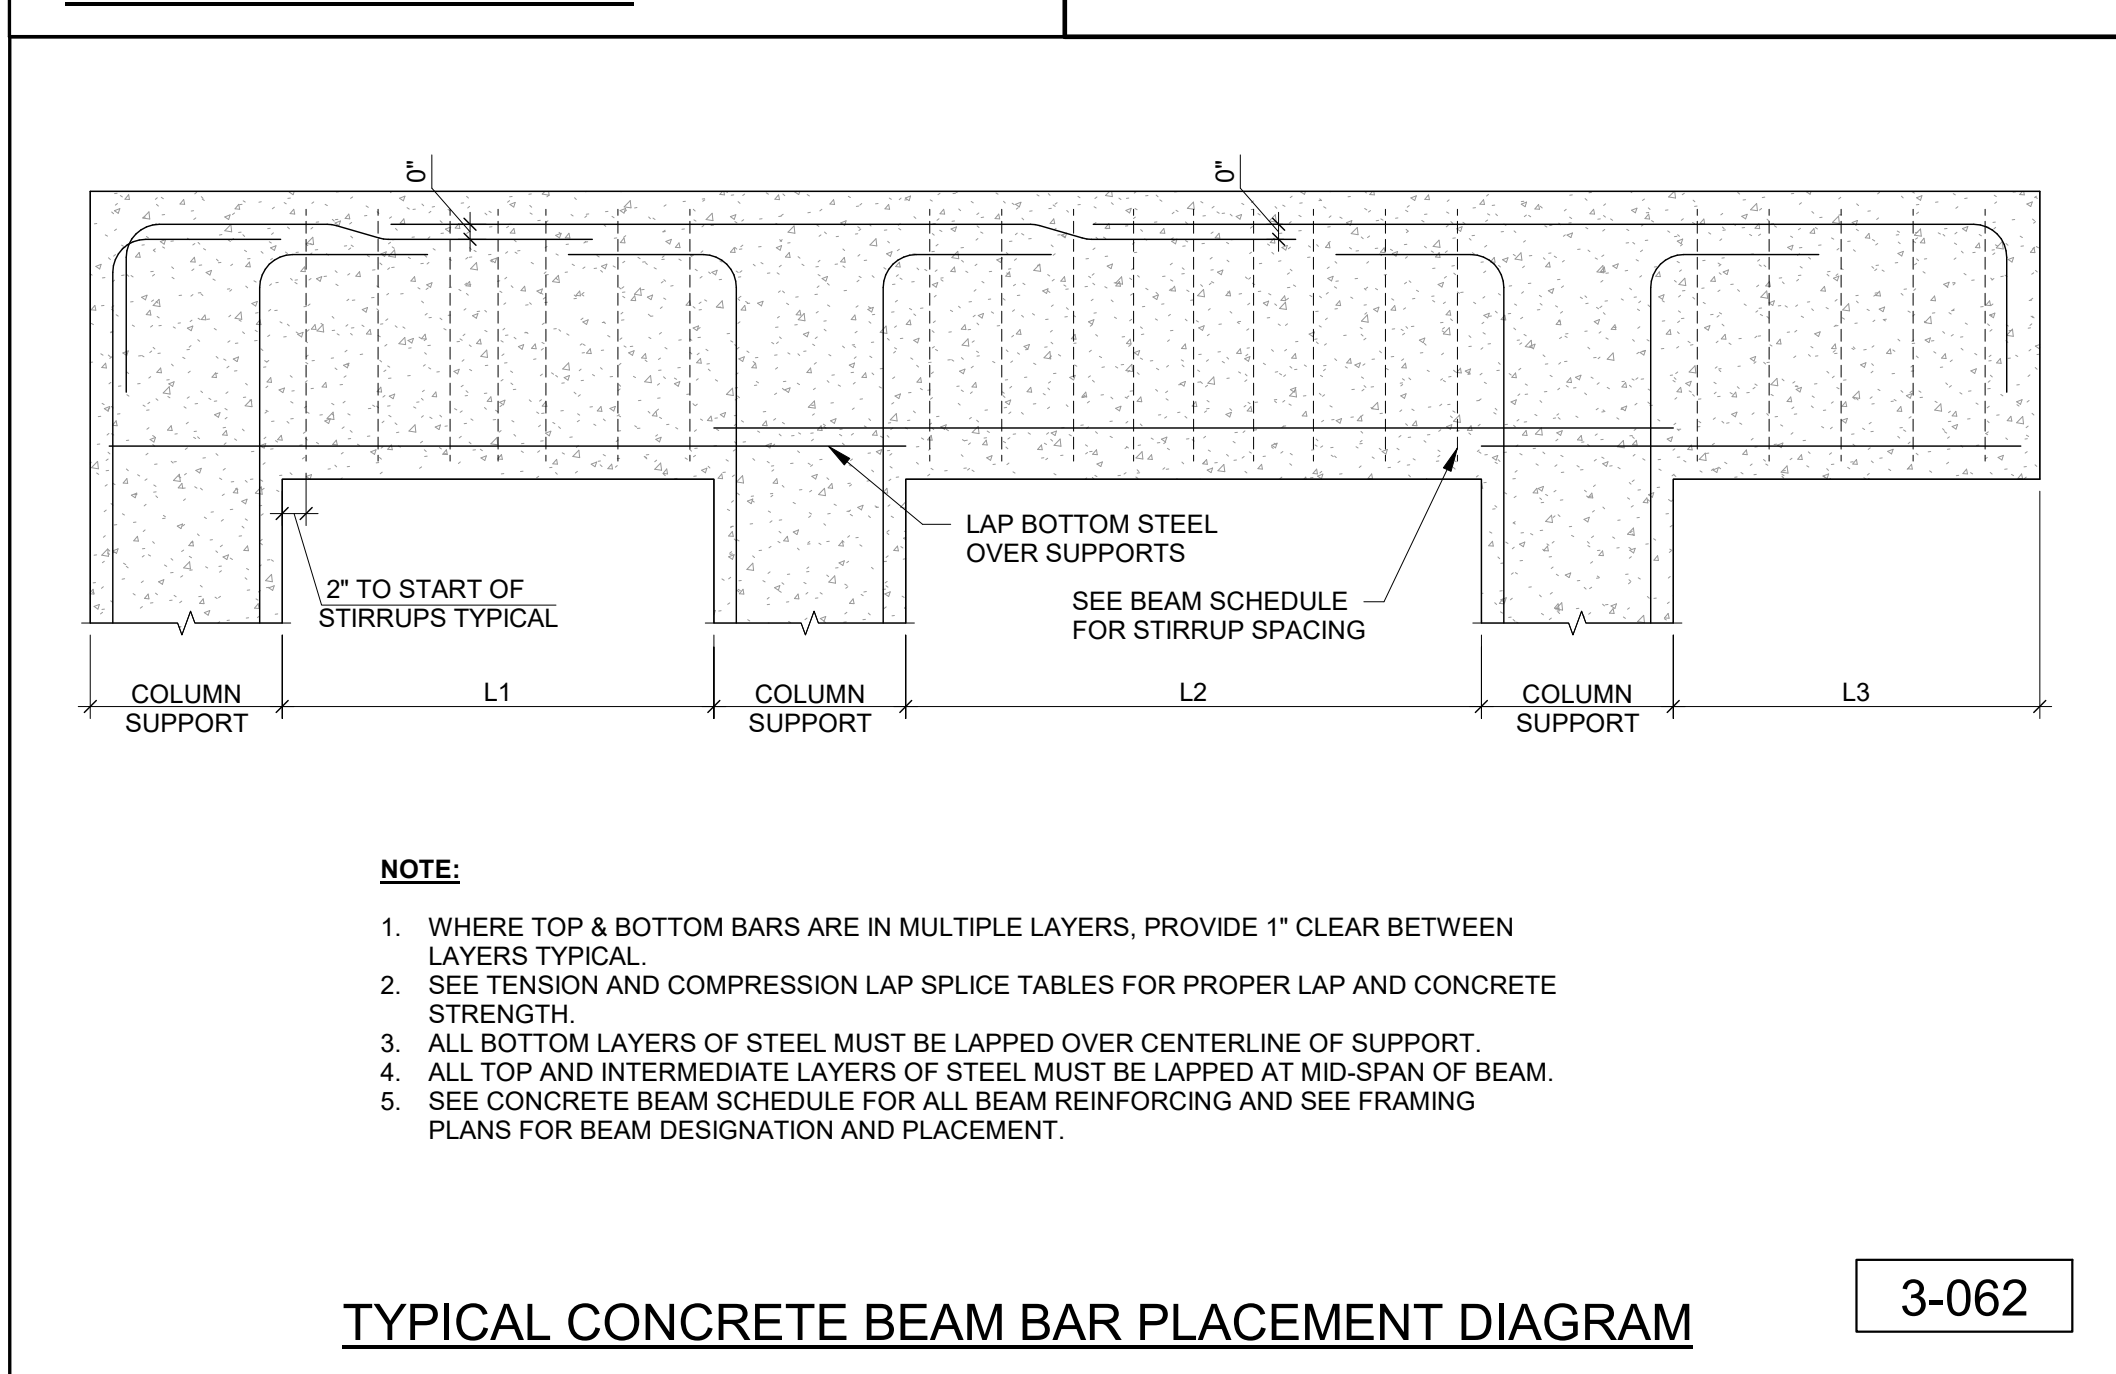 0"
0"
LAP BOTTOM STEEL
OVER SUPPORTS
2" TO START OF
STIRRUPS TYPICAL
SEE BEAM SCHEDULE
FOR STIRRUP SPACING
COLUMN
SUPPORT
L1
COLUMN
SUPPORT
L2
COLUMN
SUPPORT
L3
NOTE:
1. WHERE TOP & BOTTOM BARS ARE IN MULTIPLE LAYERS, PROVIDE 1" CLEAR BETWEEN
LAYERS TYPICAL.
2. SEE TENSION AND COMPRESSION LAP SPLICE TABLES FOR PROPER LAP AND CONCRETE
STRENGTH.
3. ALL BOTTOM LAYERS OF STEEL MUST BE LAPPED OVER CENTERLINE OF SUPPORT.
4. ALL TOP AND INTERMEDIATE LAYERS OF STEEL MUST BE LAPPED AT MID-SPAN OF BEAM.
5. SEE CONCRETE BEAM SCHEDULE FOR ALL BEAM REINFORCING AND SEE FRAMING
PLANS FOR BEAM DESIGNATION AND PLACEMENT.
TYPICAL CONCRETE BEAM BAR PLACEMENT DIAGRAM
3-062